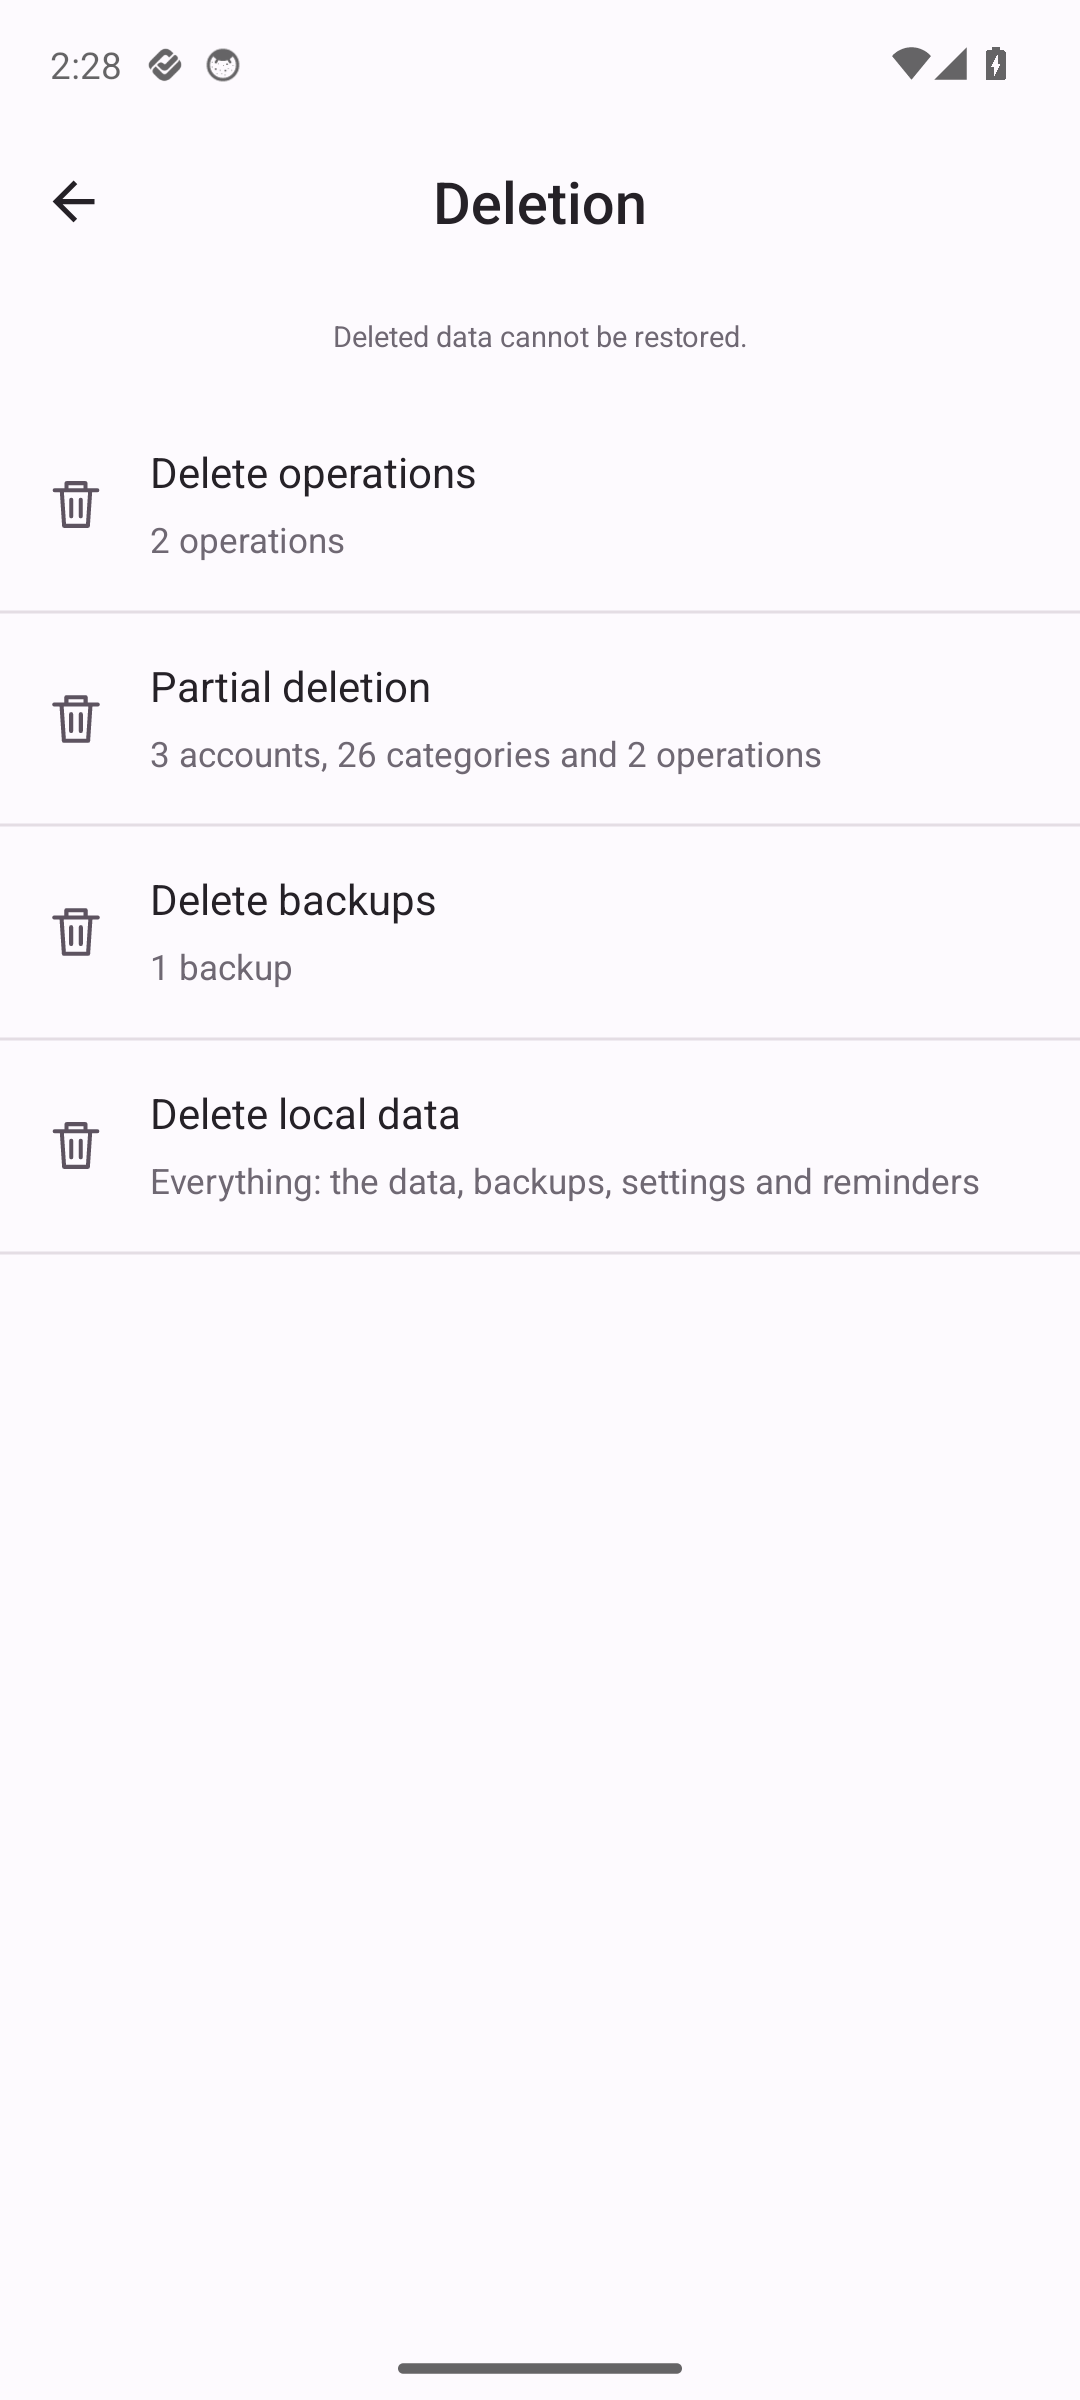 2:28
Deletion
Deleted data cannot be restored.
Delete operations
2 operations
Partial deletion
3 accounts, 26 categories and 2 operations
Delete backups
1 backup
Delete local data
Everything: the data, backups, settings and reminders